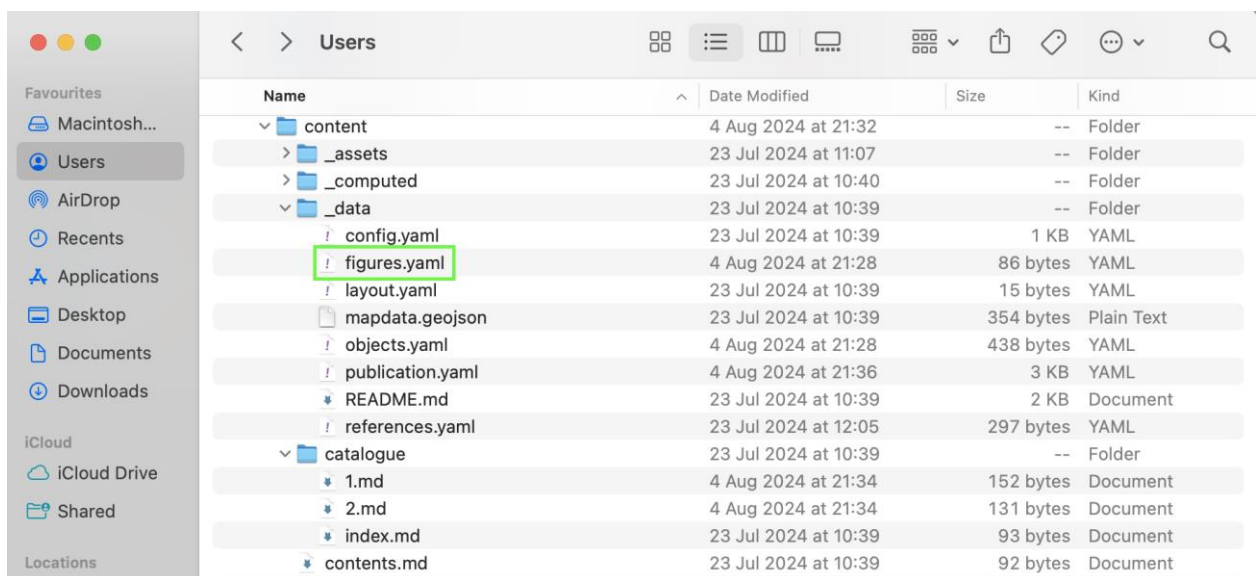 Users
Favourites
Macintosh...
Users
AirDrop
Recents
Applications
Desktop
Documents
Downloads
iCloud
iCloud Drive
Shared
Locations
Name Date Modified Size Kind
content 4 Aug 2024 at 21:32 -- Folder
_assets 23 Jul 2024 at 11:07 -- Folder
_computed 23 Jul 2024 at 10:40 -- Folder
_data 23 Jul 2024 at 10:39 -- Folder
config.yaml 23 Jul 2024 at 10:39 1 KB YAML
figures.yaml 4 Aug 2024 at 21:28 86 bytes YAML
layout.yaml 23 Jul 2024 at 10:39 15 bytes YAML
mapdata.geojson 23 Jul 2024 at 10:39 354 bytes Plain Text
objects.yaml 4 Aug 2024 at 21:28 438 bytes YAML
publication.yaml 4 Aug 2024 at 21:36 3 KB YAML
README.md 23 Jul 2024 at 10:39 2 KB Document
references.yaml 23 Jul 2024 at 12:05 297 bytes YAML
catalogue 23 Jul 2024 at 10:39 -- Folder
1.md 4 Aug 2024 at 21:34 152 bytes Document
2.md 4 Aug 2024 at 21:34 131 bytes Document
index.md 23 Jul 2024 at 10:39 93 bytes Document
contents.md 23 Jul 2024 at 10:39 92 bytes Document